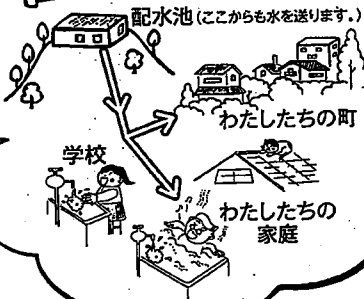 配水池(ここからも水を送ります。)
わたしたちの町
学校
わたしたちの
家庭